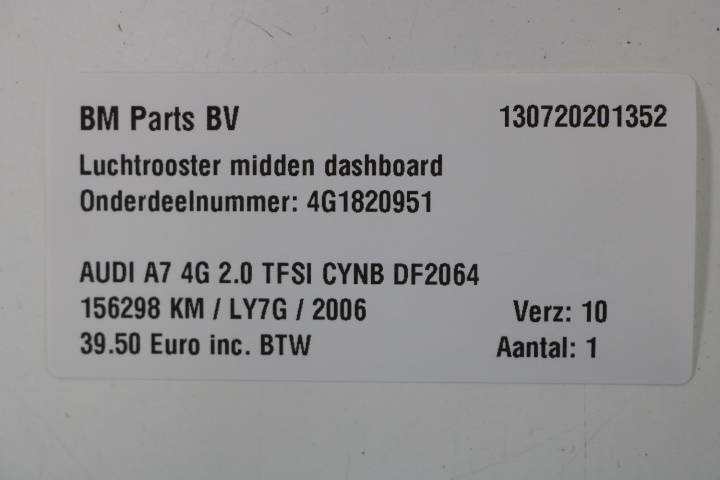 BM Parts BV 130720201352
Luchtrooster midden dashboard
Onderdeelnummer: 4G1820951
AUDI A7 4G 2.0 TFSI CYNB DF2064
156298 KM / LY7G / 2006 Verz: 10
39.50 Euro inc. BTW Aantal: 1